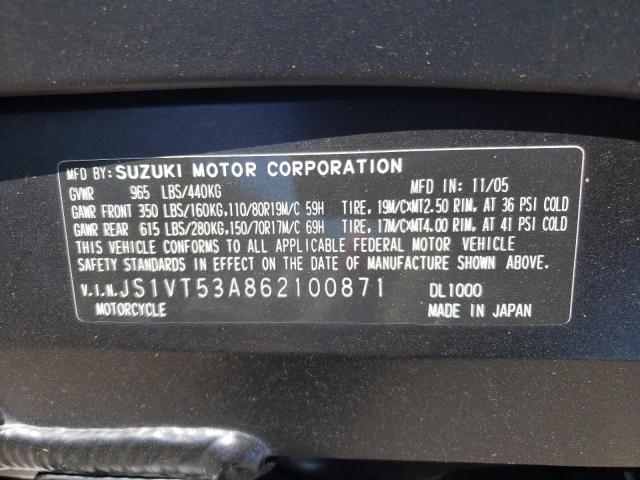 MFD BY: SUZUKI MOTOR CORPORATION MFD IN: 11/05
GVWR 965 LBS/440KG
GAWR FRONT 350 LBS/160KG,110/80R19M/C 59H TIRE, 19M/C×MT2.50 RIM, AT 36 PSI COLD
GAWR REAR 615 LBS/280KG,150/70R17M/C 69H TIRE, 17M/C×MT4.00 RIM, AT 41 PSI COLD
THIS VEHICLE CONFORMS TO ALL APPLICABLE FEDERAL MOTOR VEHICLE
SAFETY STANDARDS IN EFFECT ON THE DATE OF MANUFACTURE SHOWN ABOVE.
V.I.N.JS1VT53A862100871 DL1000
MOTORCYCLE MADE IN JAPAN